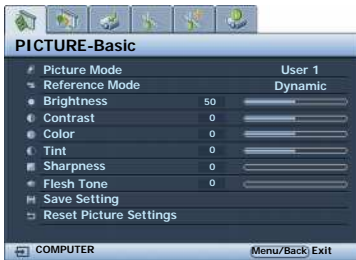 PICTURE-Basic
Picture Mode User 1
Reference Mode Dynamic
Brightness 50
Contrast 0
Color 0
Tint 0
Sharpness 0
Flesh Tone 0
Save Setting
Reset Picture Settings
COMPUTER Menu/Back Exit